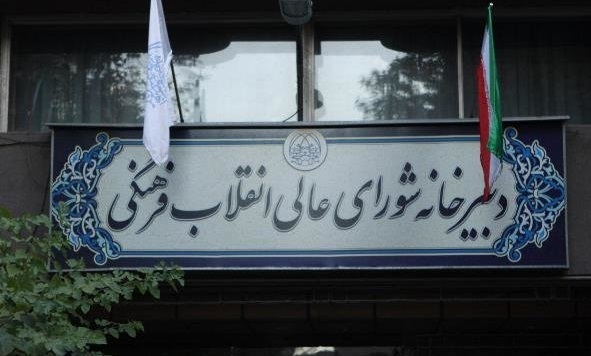 دبیرخانه شورای عالی انقلاب فرهنگی